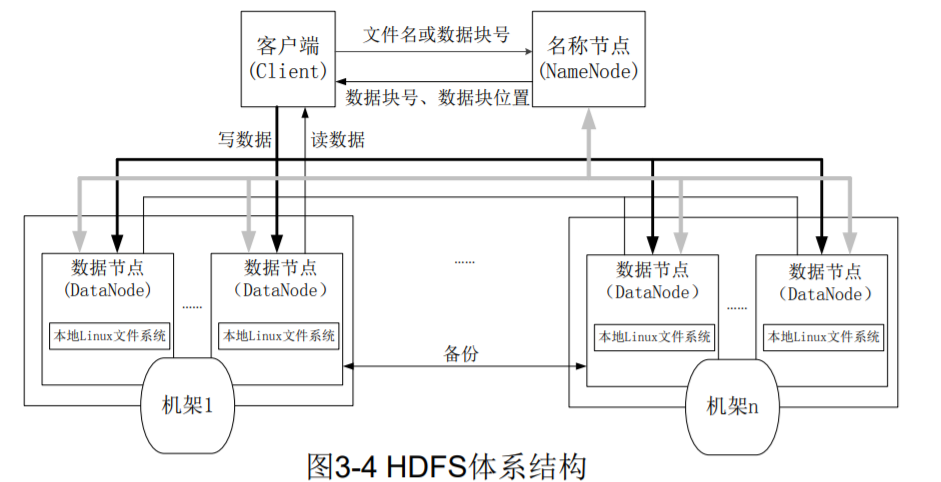 客户端
(Client)
文件名或数据块号
名称节点
(NameNode)
数据块号、数据块位置
写数据
读数据
数据节点
(DataNode)
......
本地Linux文件系统
数据节点
（DataNode）
本地Linux文件系统
机架1
......
备份
数据节点
（DataNode）
......
本地Linux文件系统
数据节点
（DataNode）
本地Linux文件系统
机架n
图3-4 HDFS体系结构